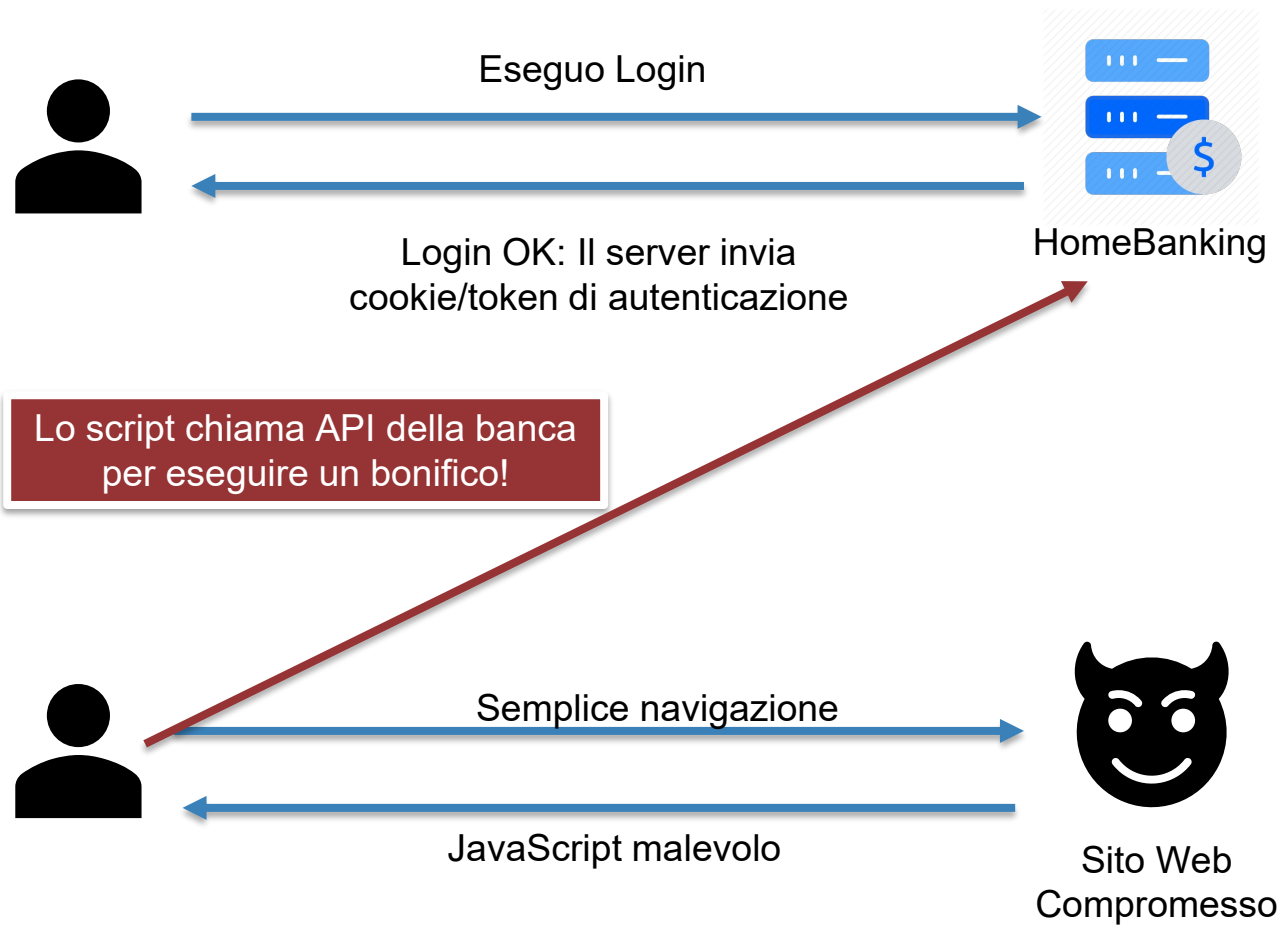 Eseguo Login
$
HomeBanking
Login OK: Il server invia
cookie/token di autenticazione
Lo script chiama API della banca
per eseguire un bonifico!
Semplice navigazione
JavaScript malevolo
Sito Web
Compromesso